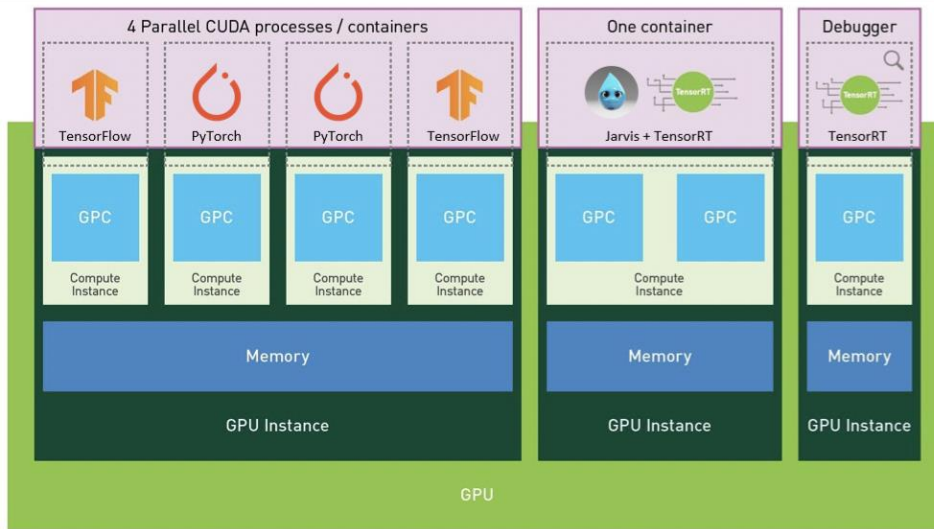 4 Parallel CUDA processes / containers
One container
Debugger
TensorFlow
PyTorch
PyTorch
TensorFlow
TensorRT
Jarvis + TensorRT
TensorRT
TensorRT
GPC
GPC
GPC
GPC
GPC
GPC
GPC
Compute
Instance
Compute
Instance
Compute
Instance
Compute
Instance
Compute
Instance
Compute
Instance
Memory
Memory
Memory
GPU Instance
GPU Instance
GPU Instance
GPU